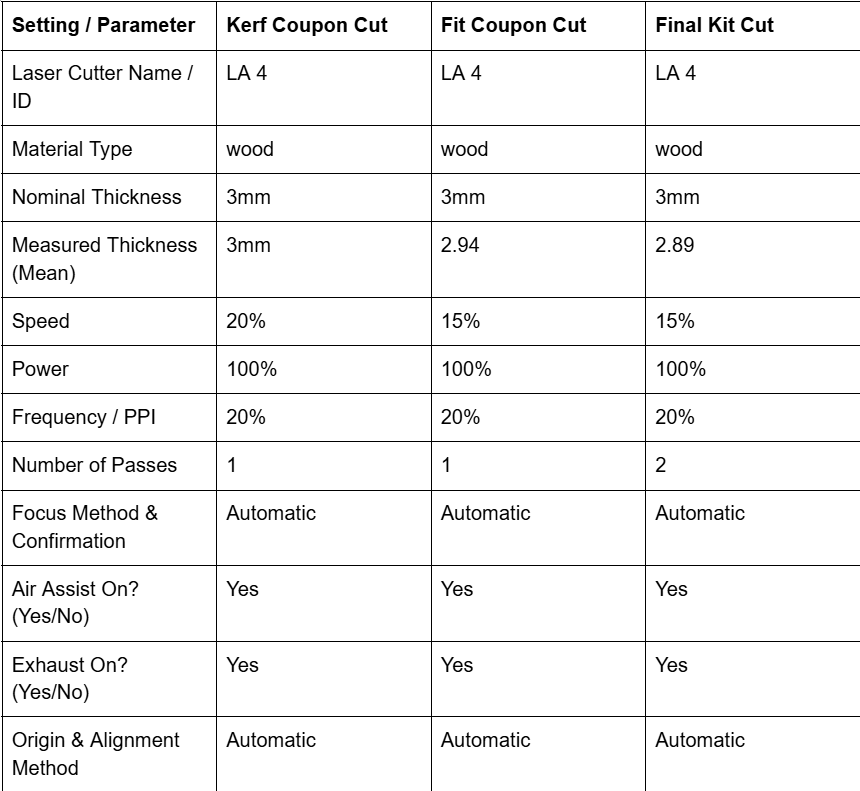 Setting / Parameter Kerf Coupon Cut Fit Coupon Cut Final Kit Cut
Laser Cutter Name / LA 4 LA 4 LA 4
ID
Material Type wood wood wood
Nominal Thickness 3mm 3mm 3mm
Measured Thickness 3mm 2.94 2.89
(Mean)
Speed 20% 15% 15%
Power 100% 100% 100%
Frequency / PPI 20% 20% 20%
Number of Passes 1 1 2
Focus Method & Automatic Automatic Automatic
Confirmation
Air Assist On? Yes Yes Yes
(Yes/No)
Exhaust On? Yes Yes Yes
(Yes/No)
Origin & Alignment Automatic Automatic Automatic
Method